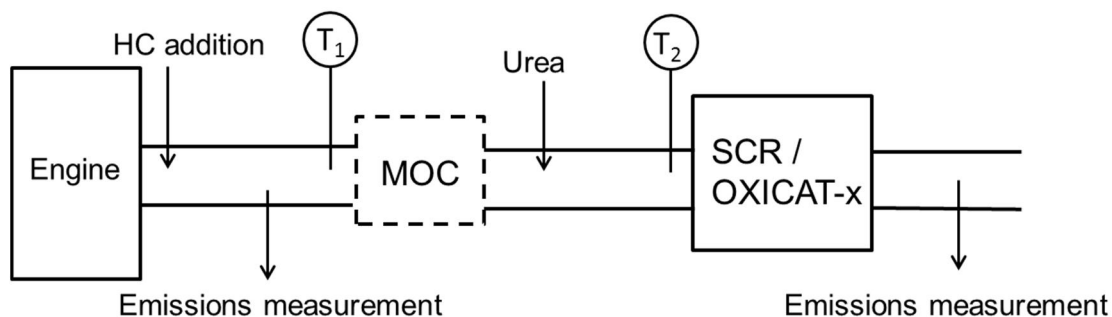 HC addition
T1
Urea
T2
Engine
MOC
SCR /
OXICAT-x
Emissions measurement
Emissions measurement